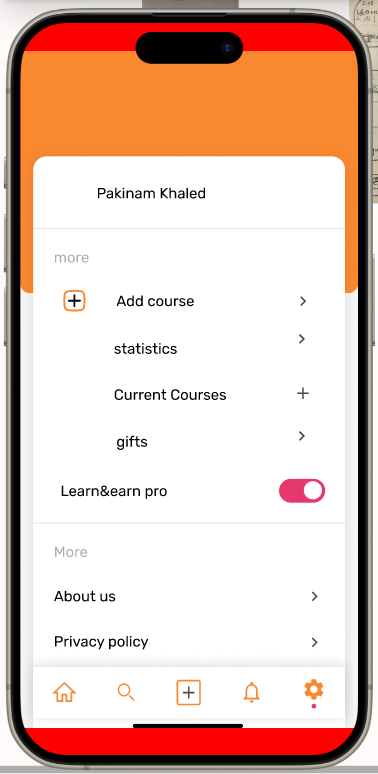 Pakinam Khaled
more
Add course
statistics
Current Courses
gifts
Learn&earn pro
More
About us
Privacy policy